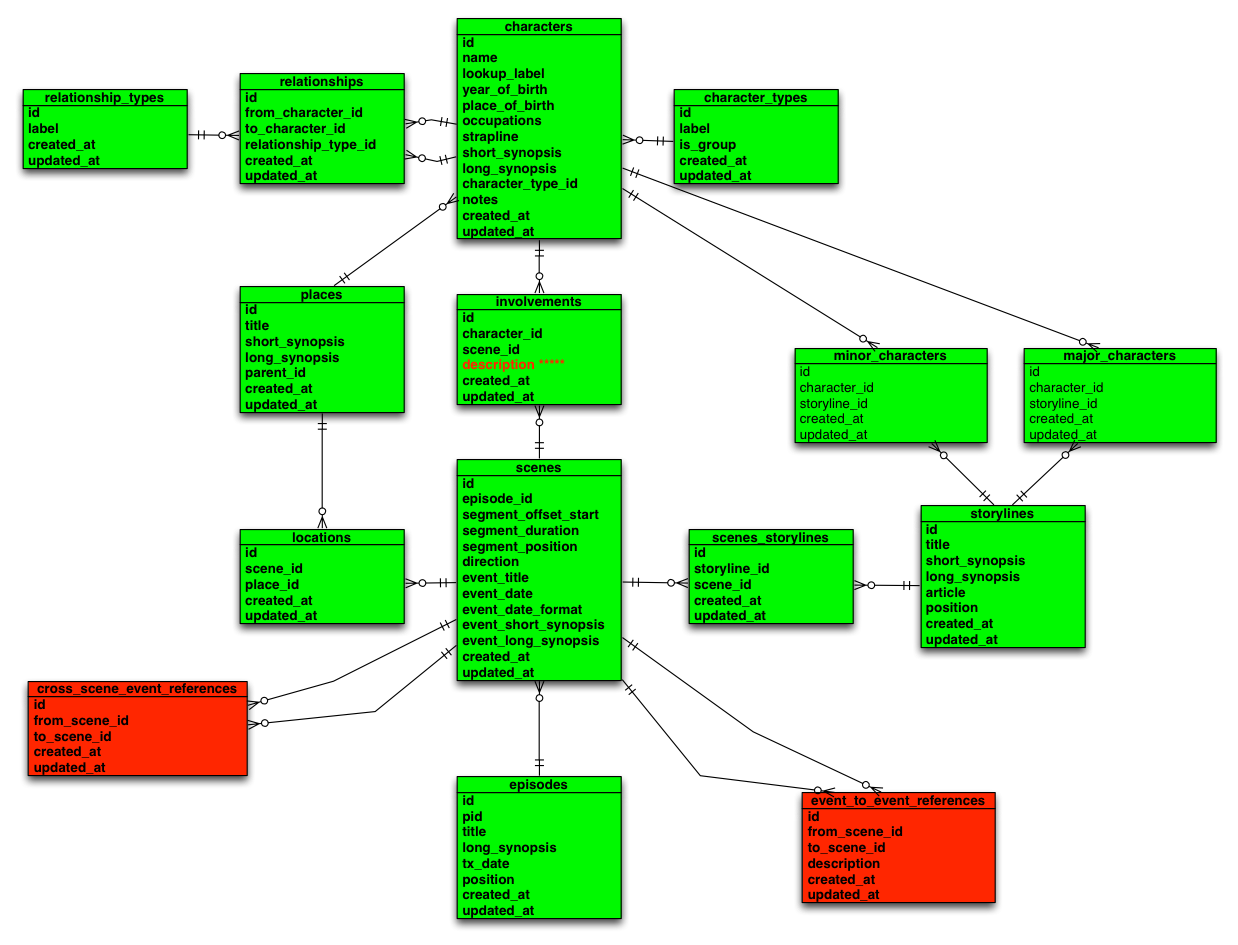 characters
id
name
lookup_label
year_of_birth
place_of_birth
occupations
strapline
short_synopsis
long_synopsis
character_type_id
notes
created_at
updated_at
relationships
id
from_character_id
to_character_id
relationship_type_id
created_at
updated_at
relationship_types
id
label
created_at
updated_at
character_types
id
label
is_group
created_at
updated_at
places
id
title
short_synopsis
long_synopsis
parent_id
created_at
updated_at
involvements
id
character_id
scene_id
description *****
created_at
updated_at
minor_characters
id
character_id
storyline_id
created_at
updated_at
major_characters
id
character_id
storyline_id
created_at
updated_at
scenes
id
episode_id
segment_offset_start
segment_duration
segment_position
direction
event_title
event_date
event_date_format
event_short_synopsis
event_long_synopsis
created_at
updated_at
locations
id
scene_id
place_id
created_at
updated_at
scenes_storylines
id
storyline_id
scene_id
created_at
updated_at
storylines
id
title
short_synopsis
long_synopsis
article
position
created_at
updated_at
cross_scene_event_references
id
from_scene_id
to_scene_id
created_at
updated_at
episodes
id
pid
title
long_synopsis
tx_date
position
created_at
updated_at
event_to_event_references
id
from_scene_id
to_scene_id
description
created_at
updated_at